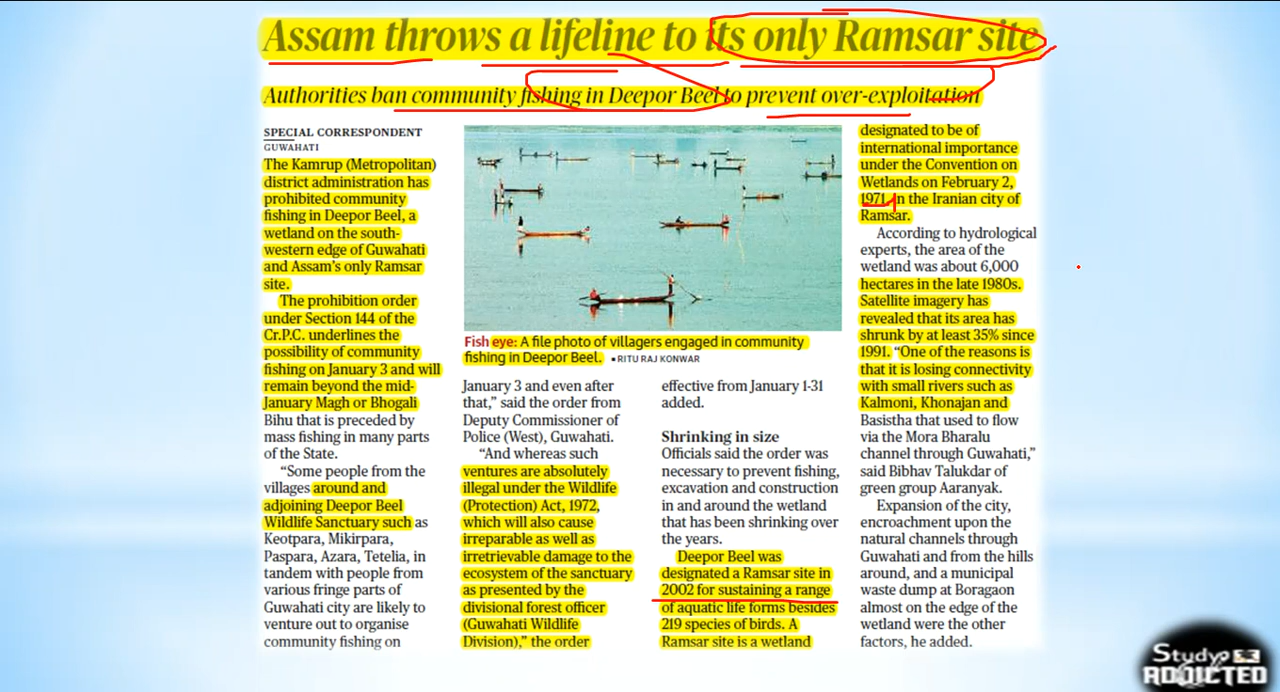 Assam throws a lifeline to its only Ramsar site
Authorities ban community fishing in Deepor Beel to prevent over-exploitation
SPECIAL CORRESPONDENT
GUWAHATI
The Kamrup (Metropolitan)
district administration has
prohibited community
fishing in Deepor Beel, a
wetland on the south-
western edge of Guwahati
and Assam's only Ramsar
site.
The prohibition order
under Section 144 of the
Cr.P.C. underlines the
possibility of community
fishing on January 3 and will
remain beyond the mid-
January Magh or Bhogali
Bihu that is preceded by
mass fishing in many parts
of the State.
“Some people from the
villages around and
adjoining Deepor Beel
Wildlife Sanctuary such as
Keotpara, Mikirpara,
Paspara, Azara, Tetelia, in
tandem with people from
various fringe parts of
Guwahati city are likely to
venture out to organise
community fishing on
Fish eye: A file photo of villagers engaged in community
fishing in Deepor Beel. • RITU RAJ KONWAR
January 3 and even after
that,” said the order from
Deputy Commissioner of
Police (West), Guwahati.
“And whereas such
ventures are absolutely
illegal under the Wildlife
(Protection) Act, 1972,
which will also cause
irreparable as well as
irretrievable damage to the
ecosystem of the sanctuary
as presented by the
divisional forest officer
(Guwahati Wildlife
Division),” the order
effective from January 1-31
added.
Shrinking in size
Officials said the order was
necessary to prevent fishing,
excavation and construction
in and around the wetland
that has been shrinking over
the years.
Deepor Beel was
designated a Ramsar site in
2002 for sustaining a range
of aquatic life forms besides
219 species of birds. A
Ramsar site is a wetland
designated to be of
international importance
under the Convention on
Wetlands on February 2,
1971, in the Iranian city of
Ramsar.
According to hydrological
experts, the area of the
wetland was about 6,000
hectares in the late 1980s.
Satellite imagery has
revealed that its area has
shrunk by at least 35% since
1991. “One of the reasons is
that it is losing connectivity
with small rivers such as
Kalmoni, Khonajan and
Basistha that used to flow
via the Mora Bharalu
channel through Guwahati,”
said Bibhav Talukdar of
green group Aaranyak.
Expansion of the city,
encroachment upon the
natural channels through
Guwahati and from the hills
around, and a municipal
waste dump at Boragaon
almost on the edge of the
wetland were the other
factors, he added.
Study
ADDICTED